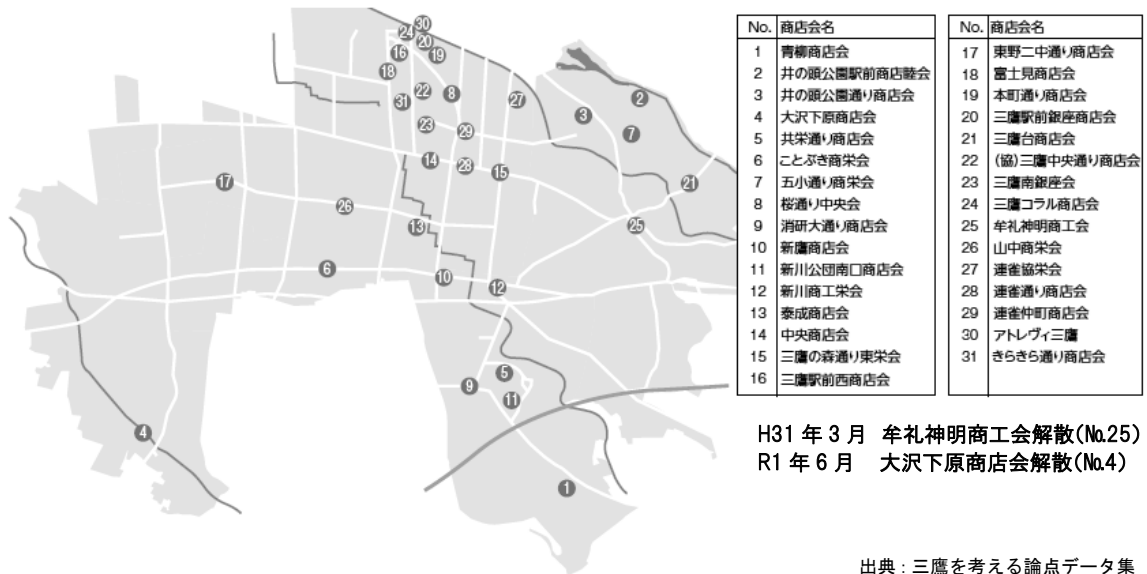 No. 商店会名
1 青柳商店会
2 井の頭公園駅前商店睦会
3 井の頭公園通り商店会
4 大沢下原商店会
5 共栄通り商店会
6 ことぶき商栄会
7 五小通り商栄会
8 桜通り中央会
9 消研大通り商店会
10 新鷹商店会
11 新川公団南口商店会
12 新川商工栄会
13 泰成商店会
14 中央商店会
15 三鷹の森通り東栄会
16 三鷹駅前西商店会
No. 商店会名
17 東野二中通り商店会
18 富士見商店会
19 本町通り商店会
20 三鷹駅前銀座商店会
21 三鷹台商店会
22 (協)三鷹中央通り商店会
23 三鷹南銀座会
24 三鷹コラル商店会
25 牟礼神明商工会
26 山中商栄会
27 連雀協栄会
28 連雀通り商店会
29 連雀仲町商店会
30 アトレヴィ三鷹
31 きらきら通り商店会
30
24
20
16
19
18
22
8
31
27
2
3
7
23
29
14
28
15
17
21
26
13
25
6
10
12
5
9
11
4
1
H31年3月 牟礼神明商工会解散(№25)
R1年6月 大沢下原商店会解散(№4)
出典：三鷹を考える論点データ集